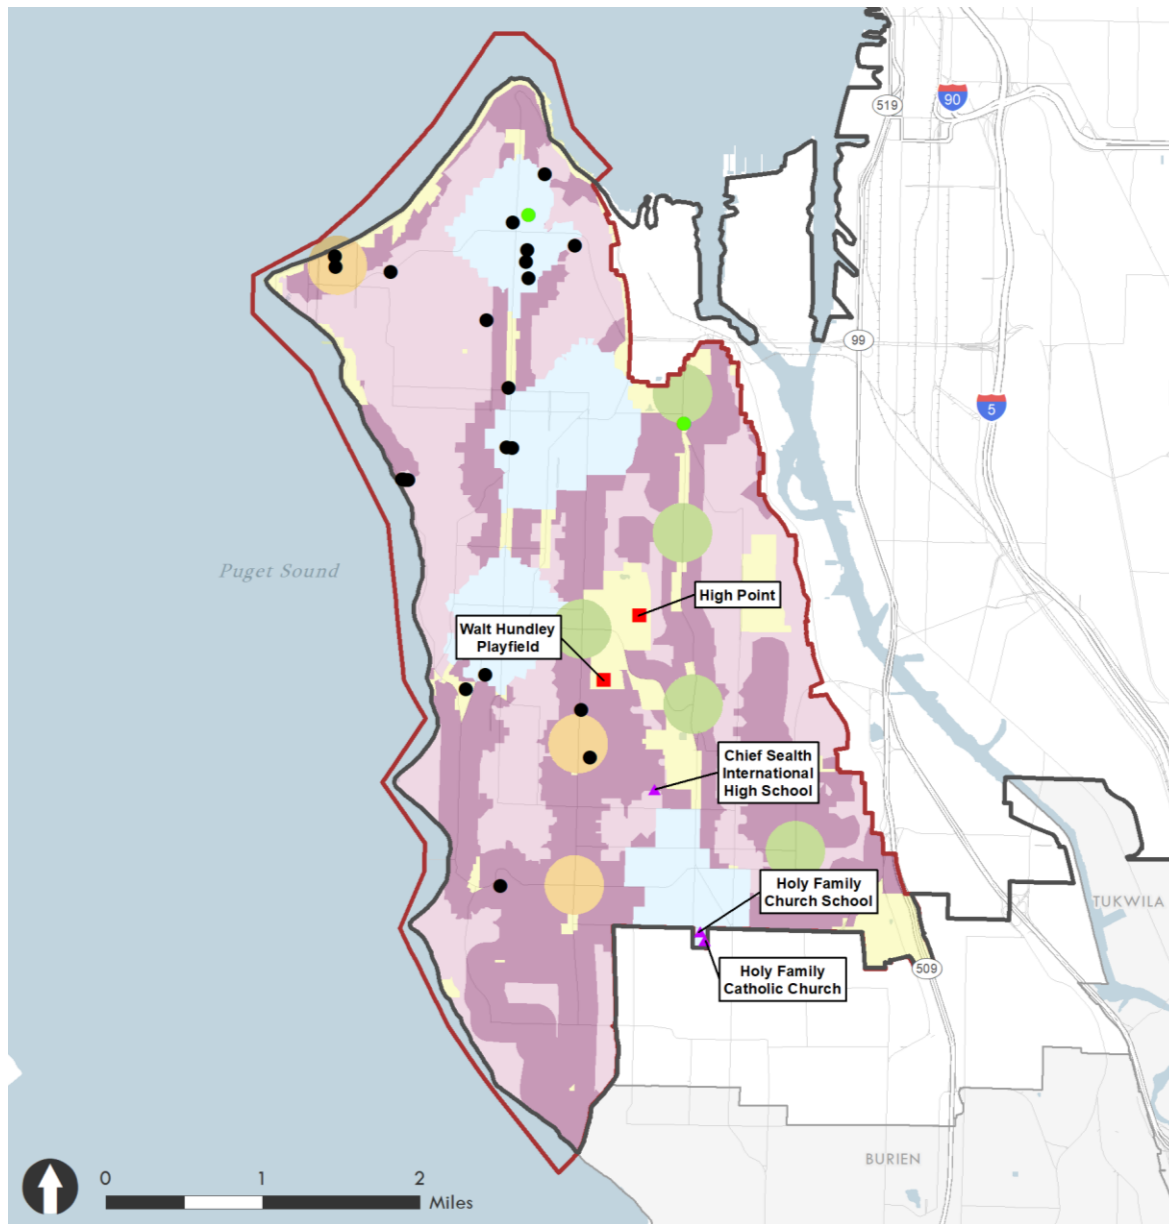 519
90
99
5
Puget Sound
High Point
Walt Hundley
Playfield
Chief Sealth
International
High School
Holy Family
Church School
TUKWILA
509
Holy Family
Catholic Church
BURIEN
0
1
2
Miles